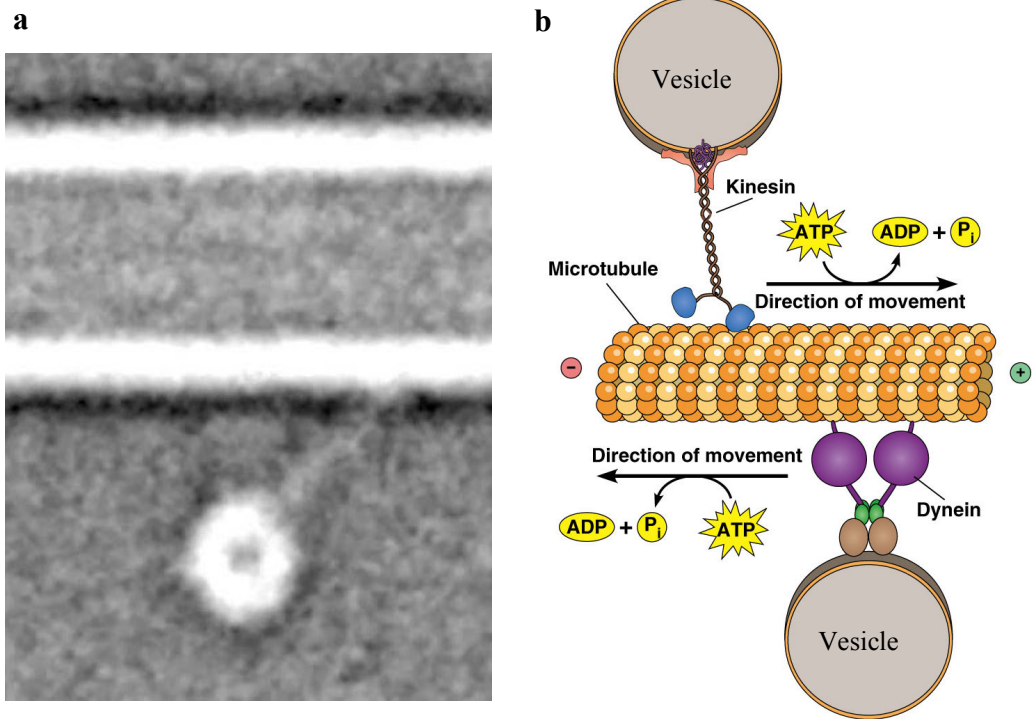 a
b
Vesicle
Kinesin
ATP
ADP + Pi
Microtubule
Direction of movement
−
+
Direction of movement
Dynein
ADP + Pi
ATP
Vesicle